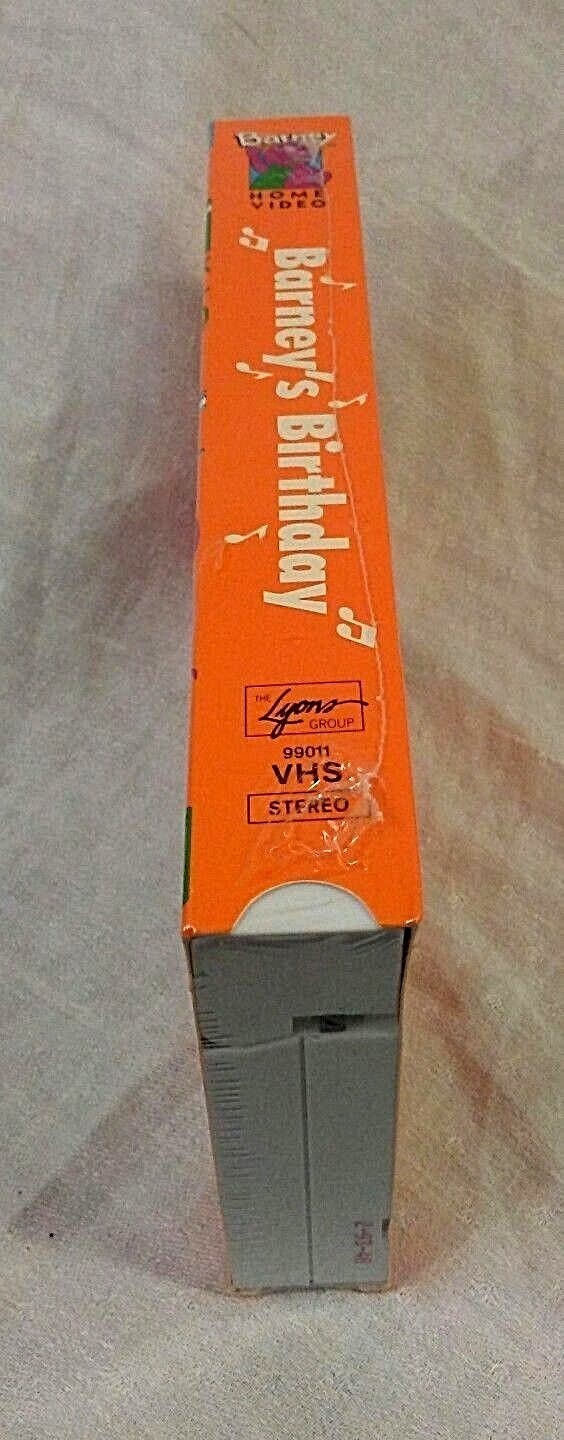 Barney
HOME
VIDEO
Barney's Birthday
THE Lyons GROUP
99011
VHS
STEREO